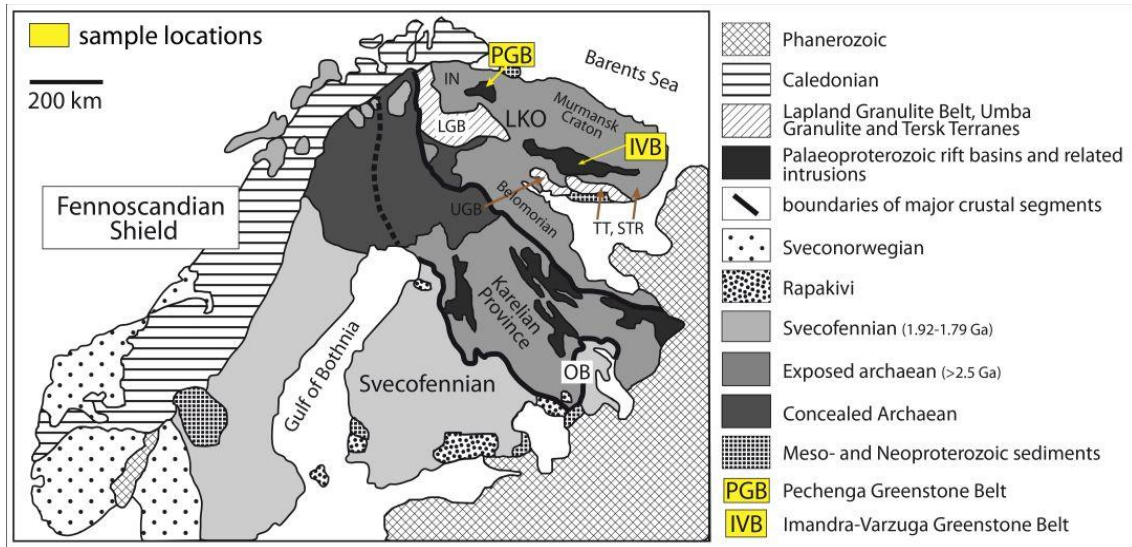 sample locations
200 km
Fennoscandian
Shield
PGB
Barents Sea
IN
LGB
LKO
Murmansk
Craton
IVB
UGB
Belomorian
TT, STR
Karelian
Province
Gulf of Bothnia
Svecofennian
OB
Phanerozoic
Caledonian
Lapland Granulite Belt, Umba
Granulite and Tersk Terranes
Palaeoproterozoic rift basins and related
intrusions
boundaries of major crustal segments
Sveconorwegian
Rapakivi
Svecofennian (1.92-1.79 Ga)
Exposed archaean (>2.5 Ga)
Concealed Archaean
Meso- and Neoproterozoic sediments
PGB Pechenga Greenstone Belt
IVB Imandra-Varzuga Greenstone Belt